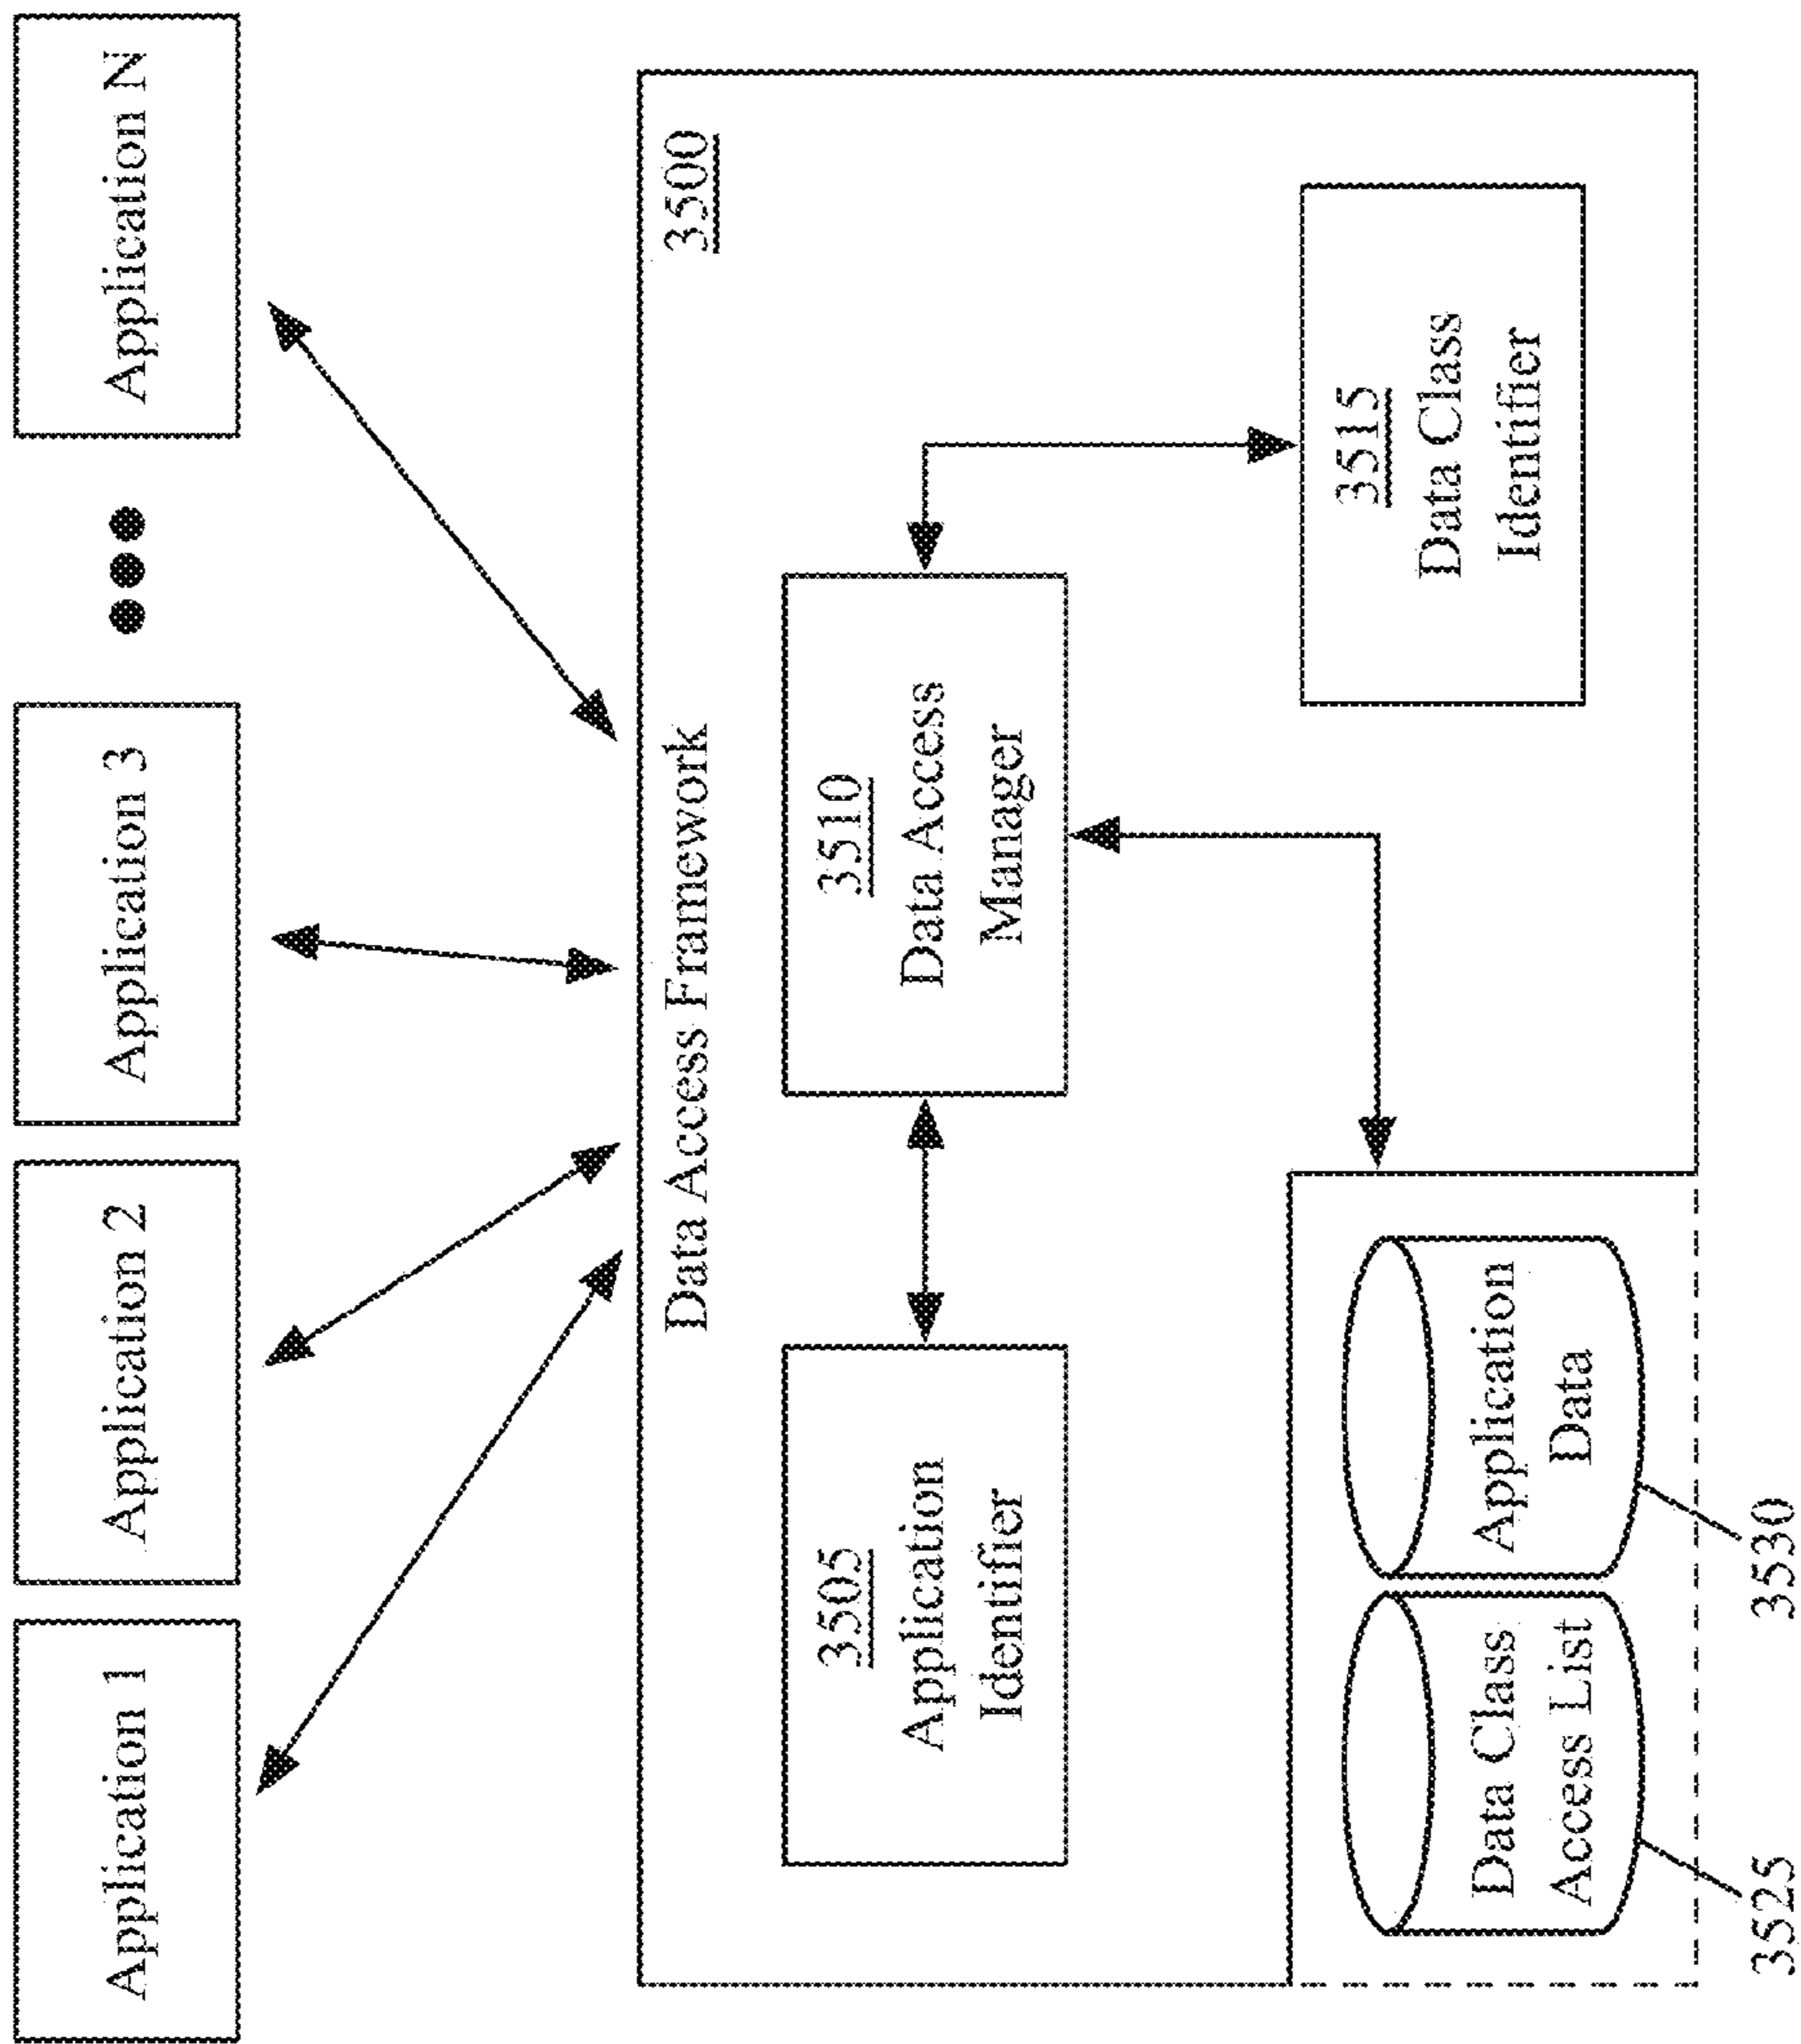 Application 1
Application 2
Application 3
Application N
Data Access Framework
3500
3505
Application
Identifier
3510
Data Access
Manager
3515
Data Class
Identifier
Data Class
Access List
Application
Data
3525
3530